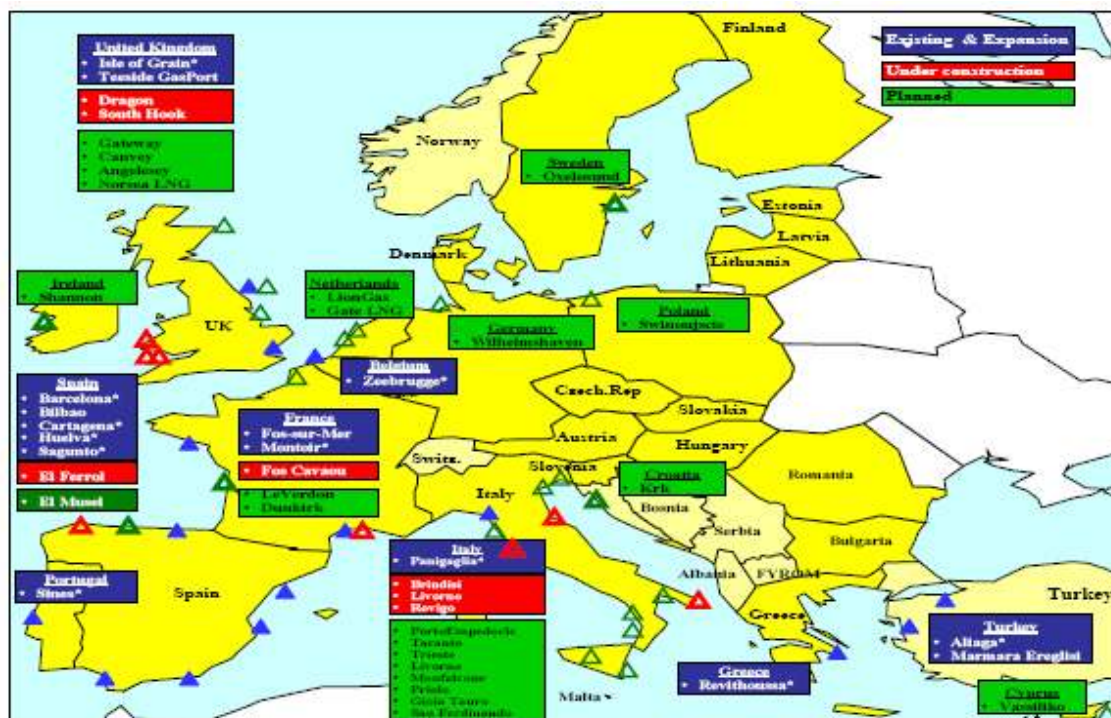 United Kingdom
• Isle of Grain*
• Teeside GasPort
• Dragon
• South Hook
• Gateway
• Canvey
• Anglesey
• Norsea LNG
Existing & Expansion
Under construction
Planned
Finland
Norway
Sweden
• Oxelosund
Estonia
Latvia
Lithuania
Denmark
Ireland
• Shannon
UK
Netherlands
• LionGas
• Gate LNG
Germany
• Wilhelmshaven
Poland
• Swinoujscie
Belgium
• Zeebrugge*
Spain
• Barcelona*
• Bilbao
• Cartagena*
• Huelva*
• Sagunto*
• El Ferrol
• El Musel
France
• Fos-sur-Mer
• Montoir*
• Fos Cavaou
• LeVerdon
• Dunkirk
Czech.Rep
Slovakia
Austria
Hungary
Switz.
Slovenia
Romania
Italy
Croatia
• Krk
Bosnia
Serbia
Bulgaria
Albania
FYROM
Portugal
• Sines*
Spain
Italy
• Panigaglia*
• Brindisi
• Livorno
• Rovigo
• PortoEmpedocle
• Taranto
• Trieste
• Livorno
• Monfalcone
• Priolo
• Gioia Tauro
• San Ferdinando
Malta
Greece
Greece
• Revithoussa*
Turkey
Turkey
• Aliaga*
• Marmara Ereglisi
Cyprus
• Vassiliko